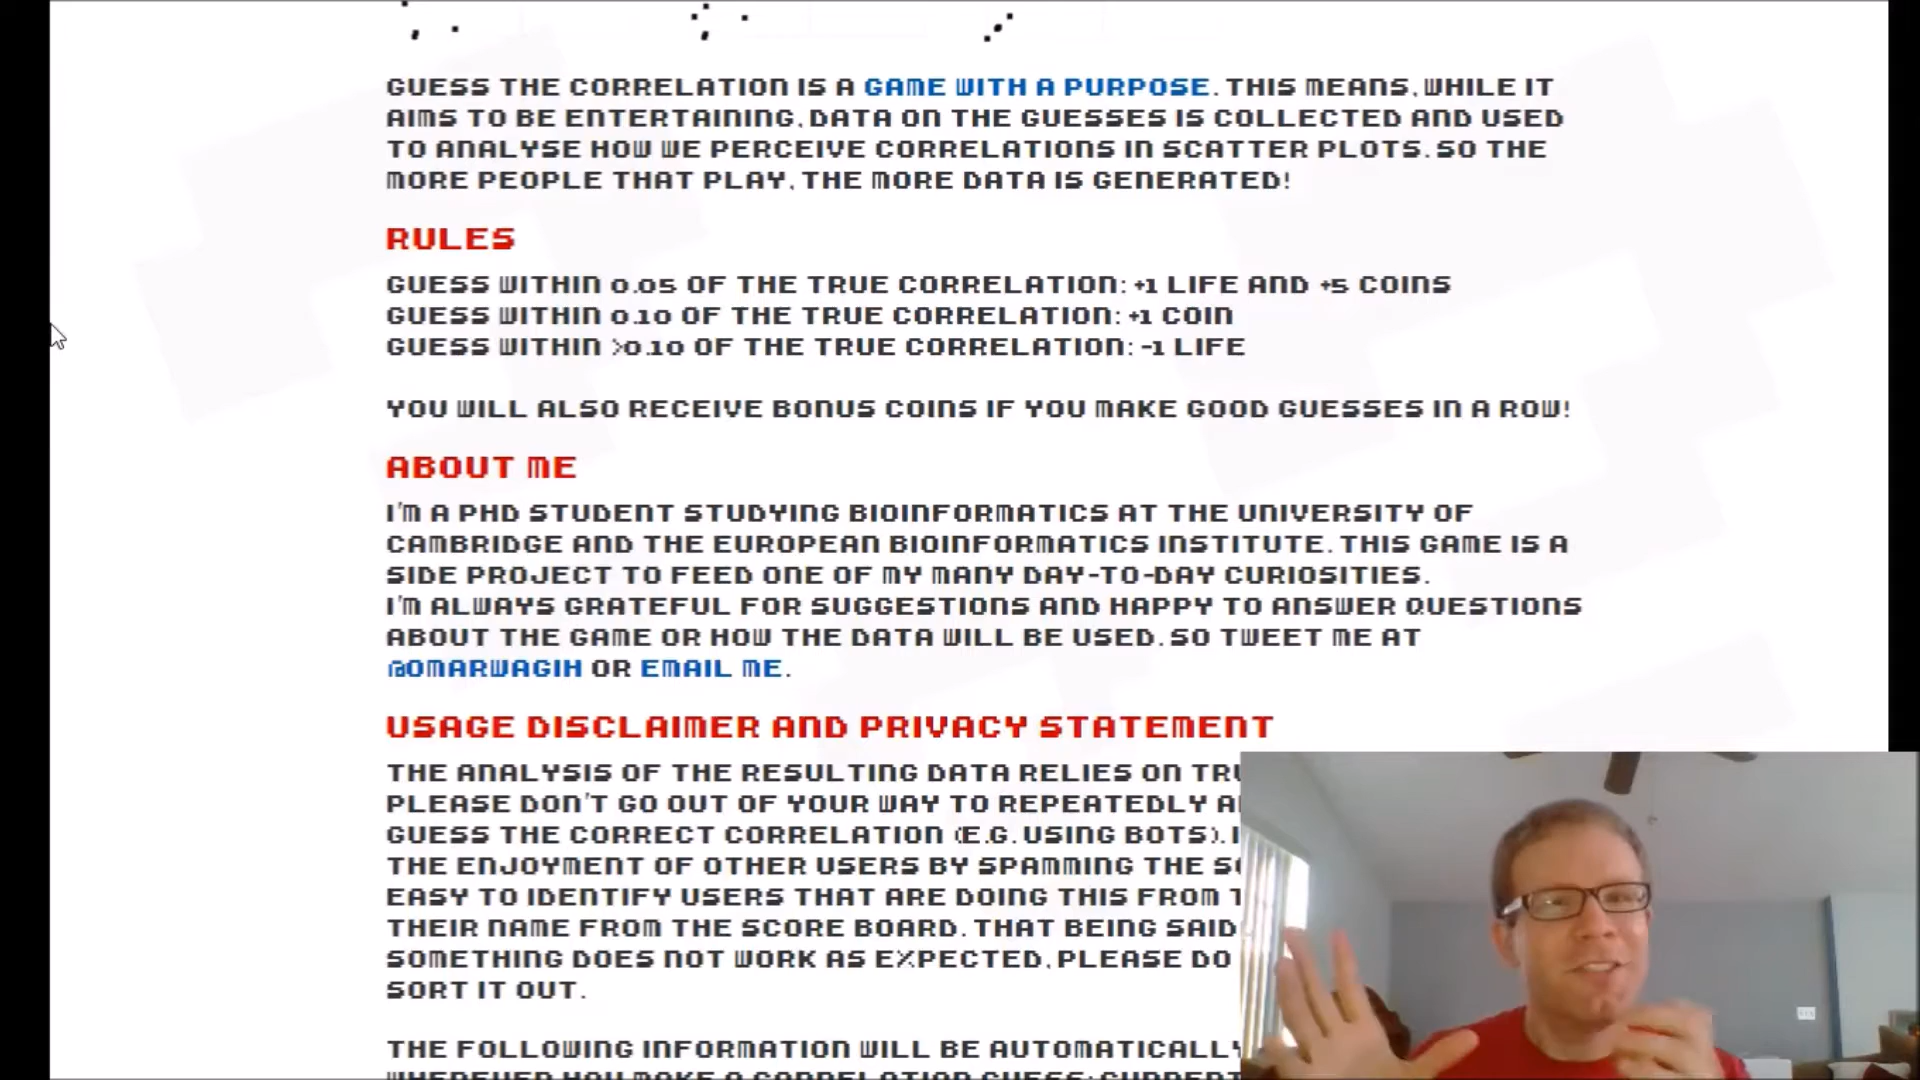 GUESS THE CORRELATION IS A GAME WITH A PURPOSE. THIS MEANS, WHILE IT
AIMS TO BE ENTERTAINING, DATA ON THE GUESSES IS COLLECTED AND USED
TO ANALYSE HOW WE PERCEIVE CORRELATIONS IN SCATTER PLOTS. SO THE
MORE PEOPLE THAT PLAY, THE MORE DATA IS GENERATED!
RULES
GUESS WITHIN 0.05 OF THE TRUE CORRELATION: +1 LIFE AND +5 COINS
GUESS WITHIN 0.10 OF THE TRUE CORRELATION: +1 COIN
GUESS WITHIN >0.10 OF THE TRUE CORRELATION: -1 LIFE
YOU WILL ALSO RECEIVE BONUS COINS IF YOU MAKE GOOD GUESSES IN A ROW!
ABOUT ME
I'M A PHD STUDENT STUDYING BIOINFORMATICS AT THE UNIVERSITY OF
CAMBRIDGE AND THE EUROPEAN BIOINFORMATICS INSTITUTE. THIS GAME IS A
SIDE PROJECT TO FEED ONE OF MY MANY DAY-TO-DAY CURIOSITIES.
I'M ALWAYS GRATEFUL FOR SUGGESTIONS AND HAPPY TO ANSWER QUESTIONS
ABOUT THE GAME OR HOW THE DATA WILL BE USED. SO TWEET ME AT
@OMARWAGIH OR EMAIL ME.
USAGE DISCLAIMER AND PRIVACY STATEMENT
THE ANALYSIS OF THE RESULTING DATA RELIES ON
PLEASE DON'T GO OUT OF YOUR WAY TO REPEATEDLY
GUESS THE CORRECT CORRELATION (E.G. USING BOTS).
THE ENJOYMENT OF OTHER USERS BY SPAMMING THE
EASY TO IDENTIFY USERS THAT ARE DOING THIS FROM
THEIR NAME FROM THE SCORE BOARD. THAT BEING SAID
SOMETHING DOES NOT WORK AS EXPECTED, PLEASE DO
SORT IT OUT.
THE FOLLOWING INFORMATION WILL BE AUTOMATICALLY